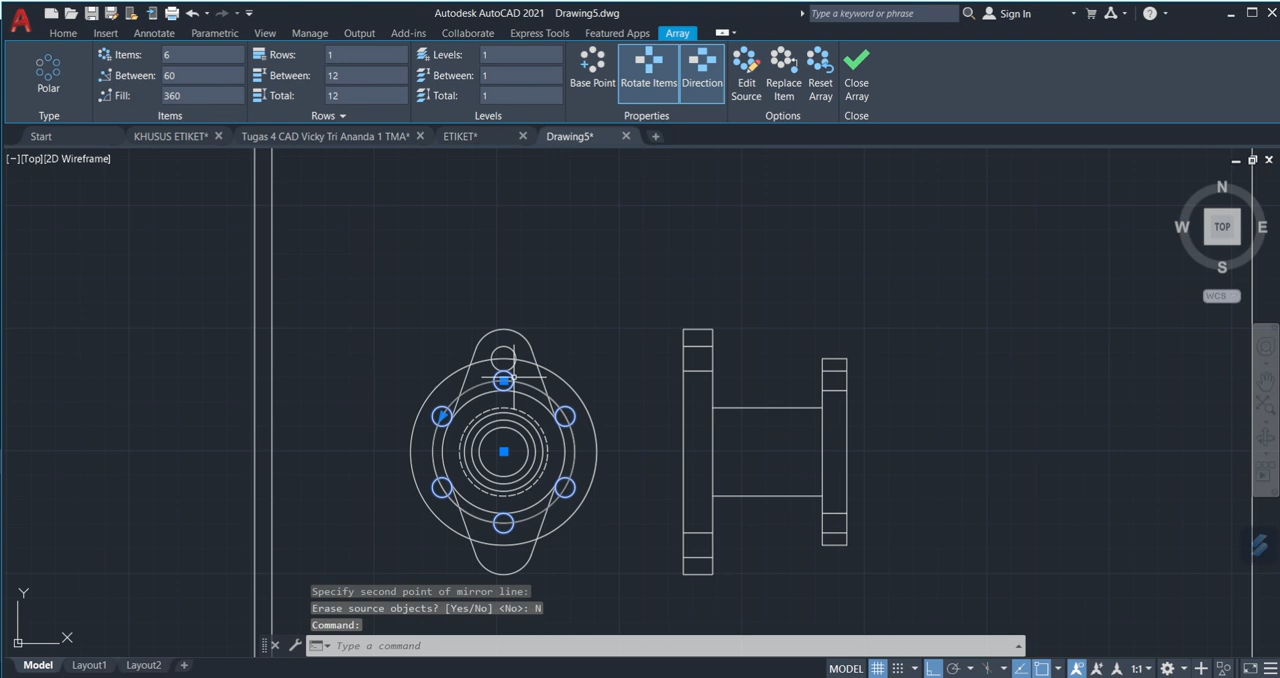 Autodesk AutoCAD 2021 Drawing5.dwg
Type a keyword or phrase
Sign In
Home Insert Annotate Parametric View Manage Output Add-ins Collaborate Express Tools Featured Apps Array
Polar
Type
Items: 6
Between: 60
Fill: 360
Items
Rows: 1
Between: 12
Total: 12
Rows
Levels: 1
Between: 1
Total: 1
Levels
Base Point
Rotate Items
Direction
Properties
Edit Source
Replace Item
Reset Array
Options
Close Array
Close
Start
KHUSUS ETIKET*
Tugas 4 CAD Vicky Tri Ananda 1 TMA*
ETIKET*
Drawing5*
[−][Top][2D Wireframe]
N
W TOP E
S
WCS
Specify second point of mirror line:
Erase source objects? [Yes/No] <No>: N
Command:
Y
X
Type a command
Model Layout1 Layout2
MODEL
1:1